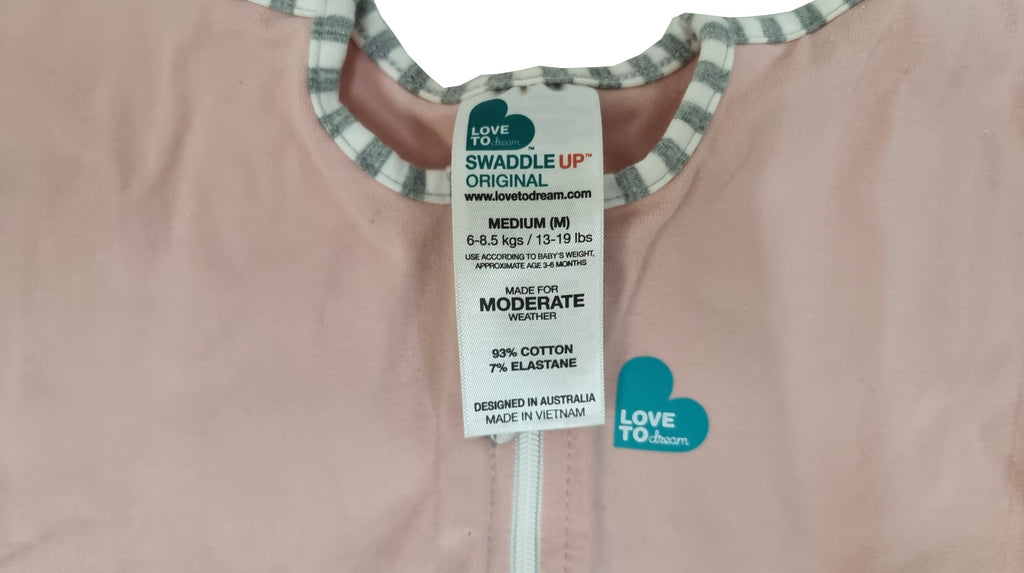 LOVE
TO dream™
SWADDLE UP™
ORIGINAL
www.lovetodream.com
MEDIUM (M)
6-8.5 kgs / 13-19 lbs
USE ACCORDING TO BABY'S WEIGHT,
APPROXIMATE AGE 3-6 MONTHS
MADE FOR
MODERATE
WEATHER
93% COTTON
7% ELASTANE
DESIGNED IN AUSTRALIA
MADE IN VIETNAM
LOVE
TO dream